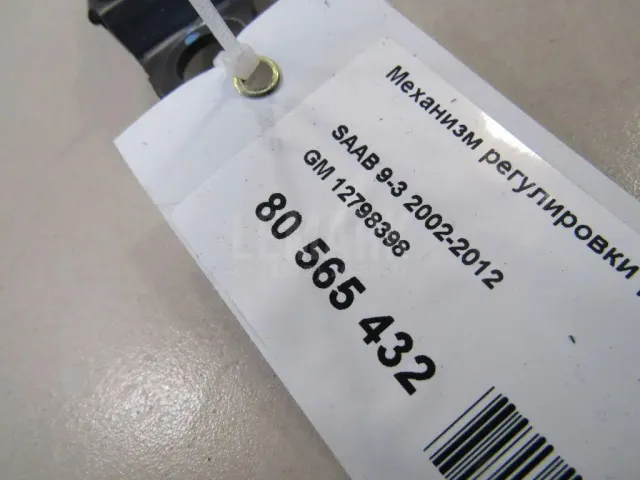 Механизм регулировки
SAAB 9-3 2002-2012
GM 12798398
80 565 432